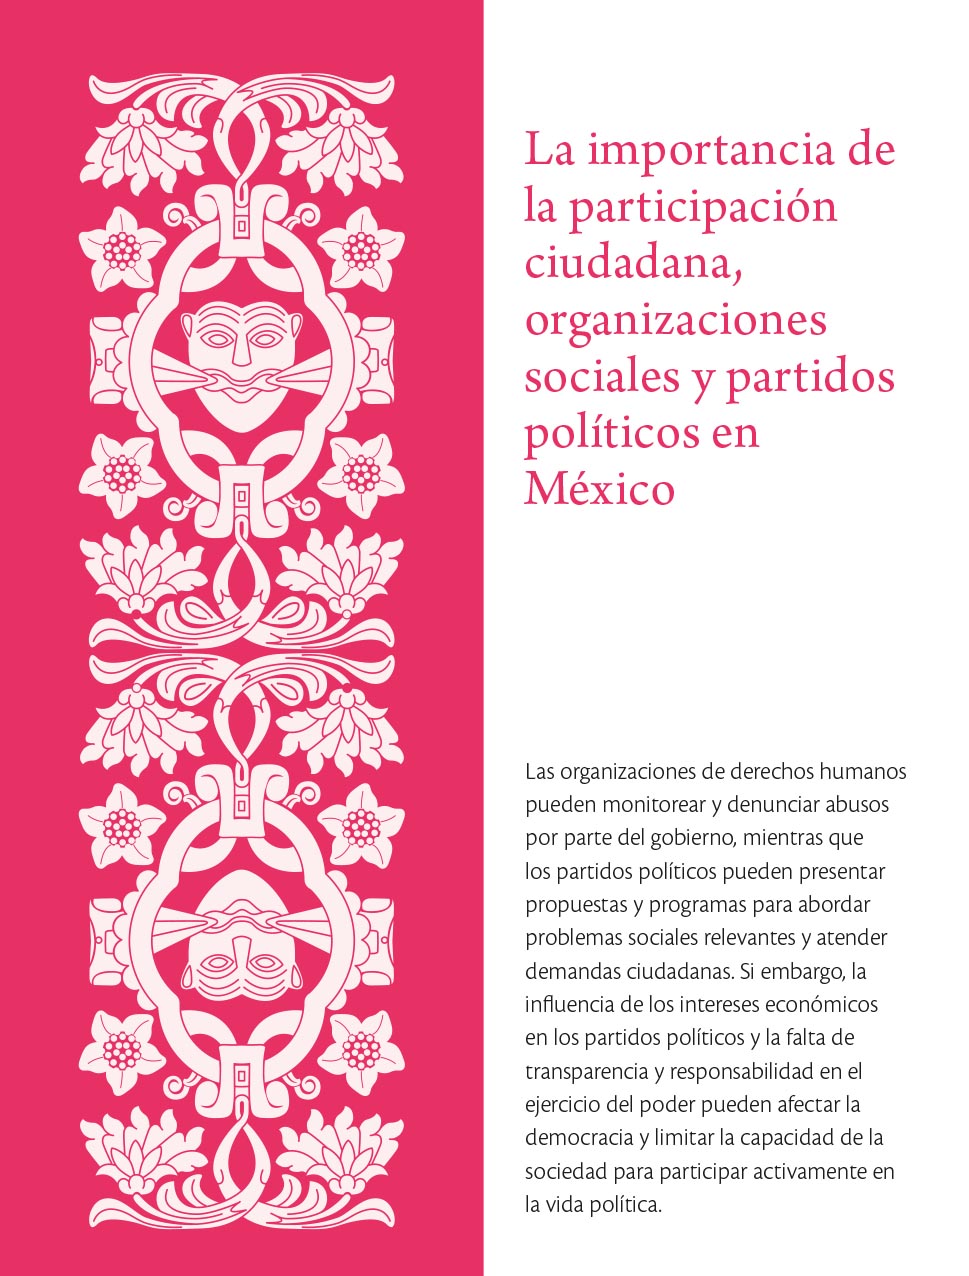 La importancia de
la participación
ciudadana,
organizaciones
sociales y partidos
políticos en
México
Las organizaciones de derechos humanos
pueden monitorear y denunciar abusos
por parte del gobierno, mientras que
los partidos políticos pueden presentar
propuestas y programas para abordar
problemas sociales relevantes y atender
demandas ciudadanas. Si embargo, la
influencia de los intereses económicos
en los partidos políticos y la falta de
transparencia y responsabilidad en el
ejercicio del poder pueden afectar la
democracia y limitar la capacidad de la
sociedad para participar activamente en
la vida política.